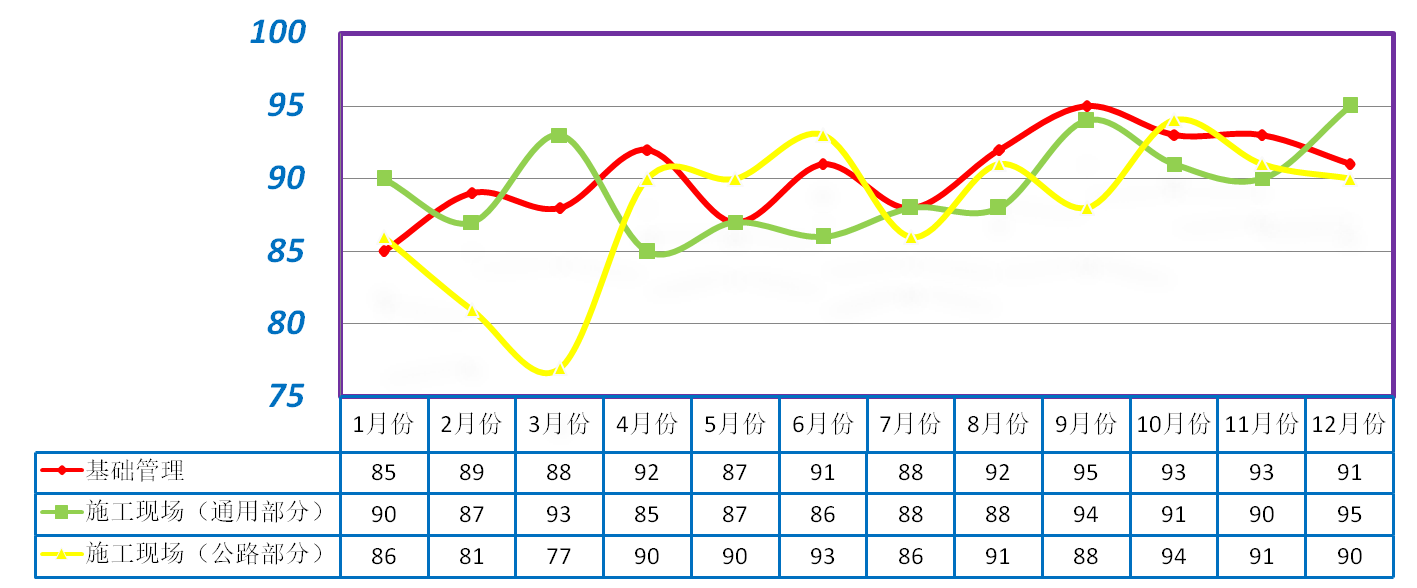 100
95
90
85
80
75
1月份 2月份 3月份 4月份 5月份 6月份 7月份 8月份 9月份 10月份 11月份 12月份
基础管理 85 89 88 92 87 91 88 92 95 93 93 91
施工现场（通用部分） 90 87 93 85 87 86 88 88 94 91 90 95
施工现场（公路部分） 86 81 77 90 90 93 86 91 88 94 91 90